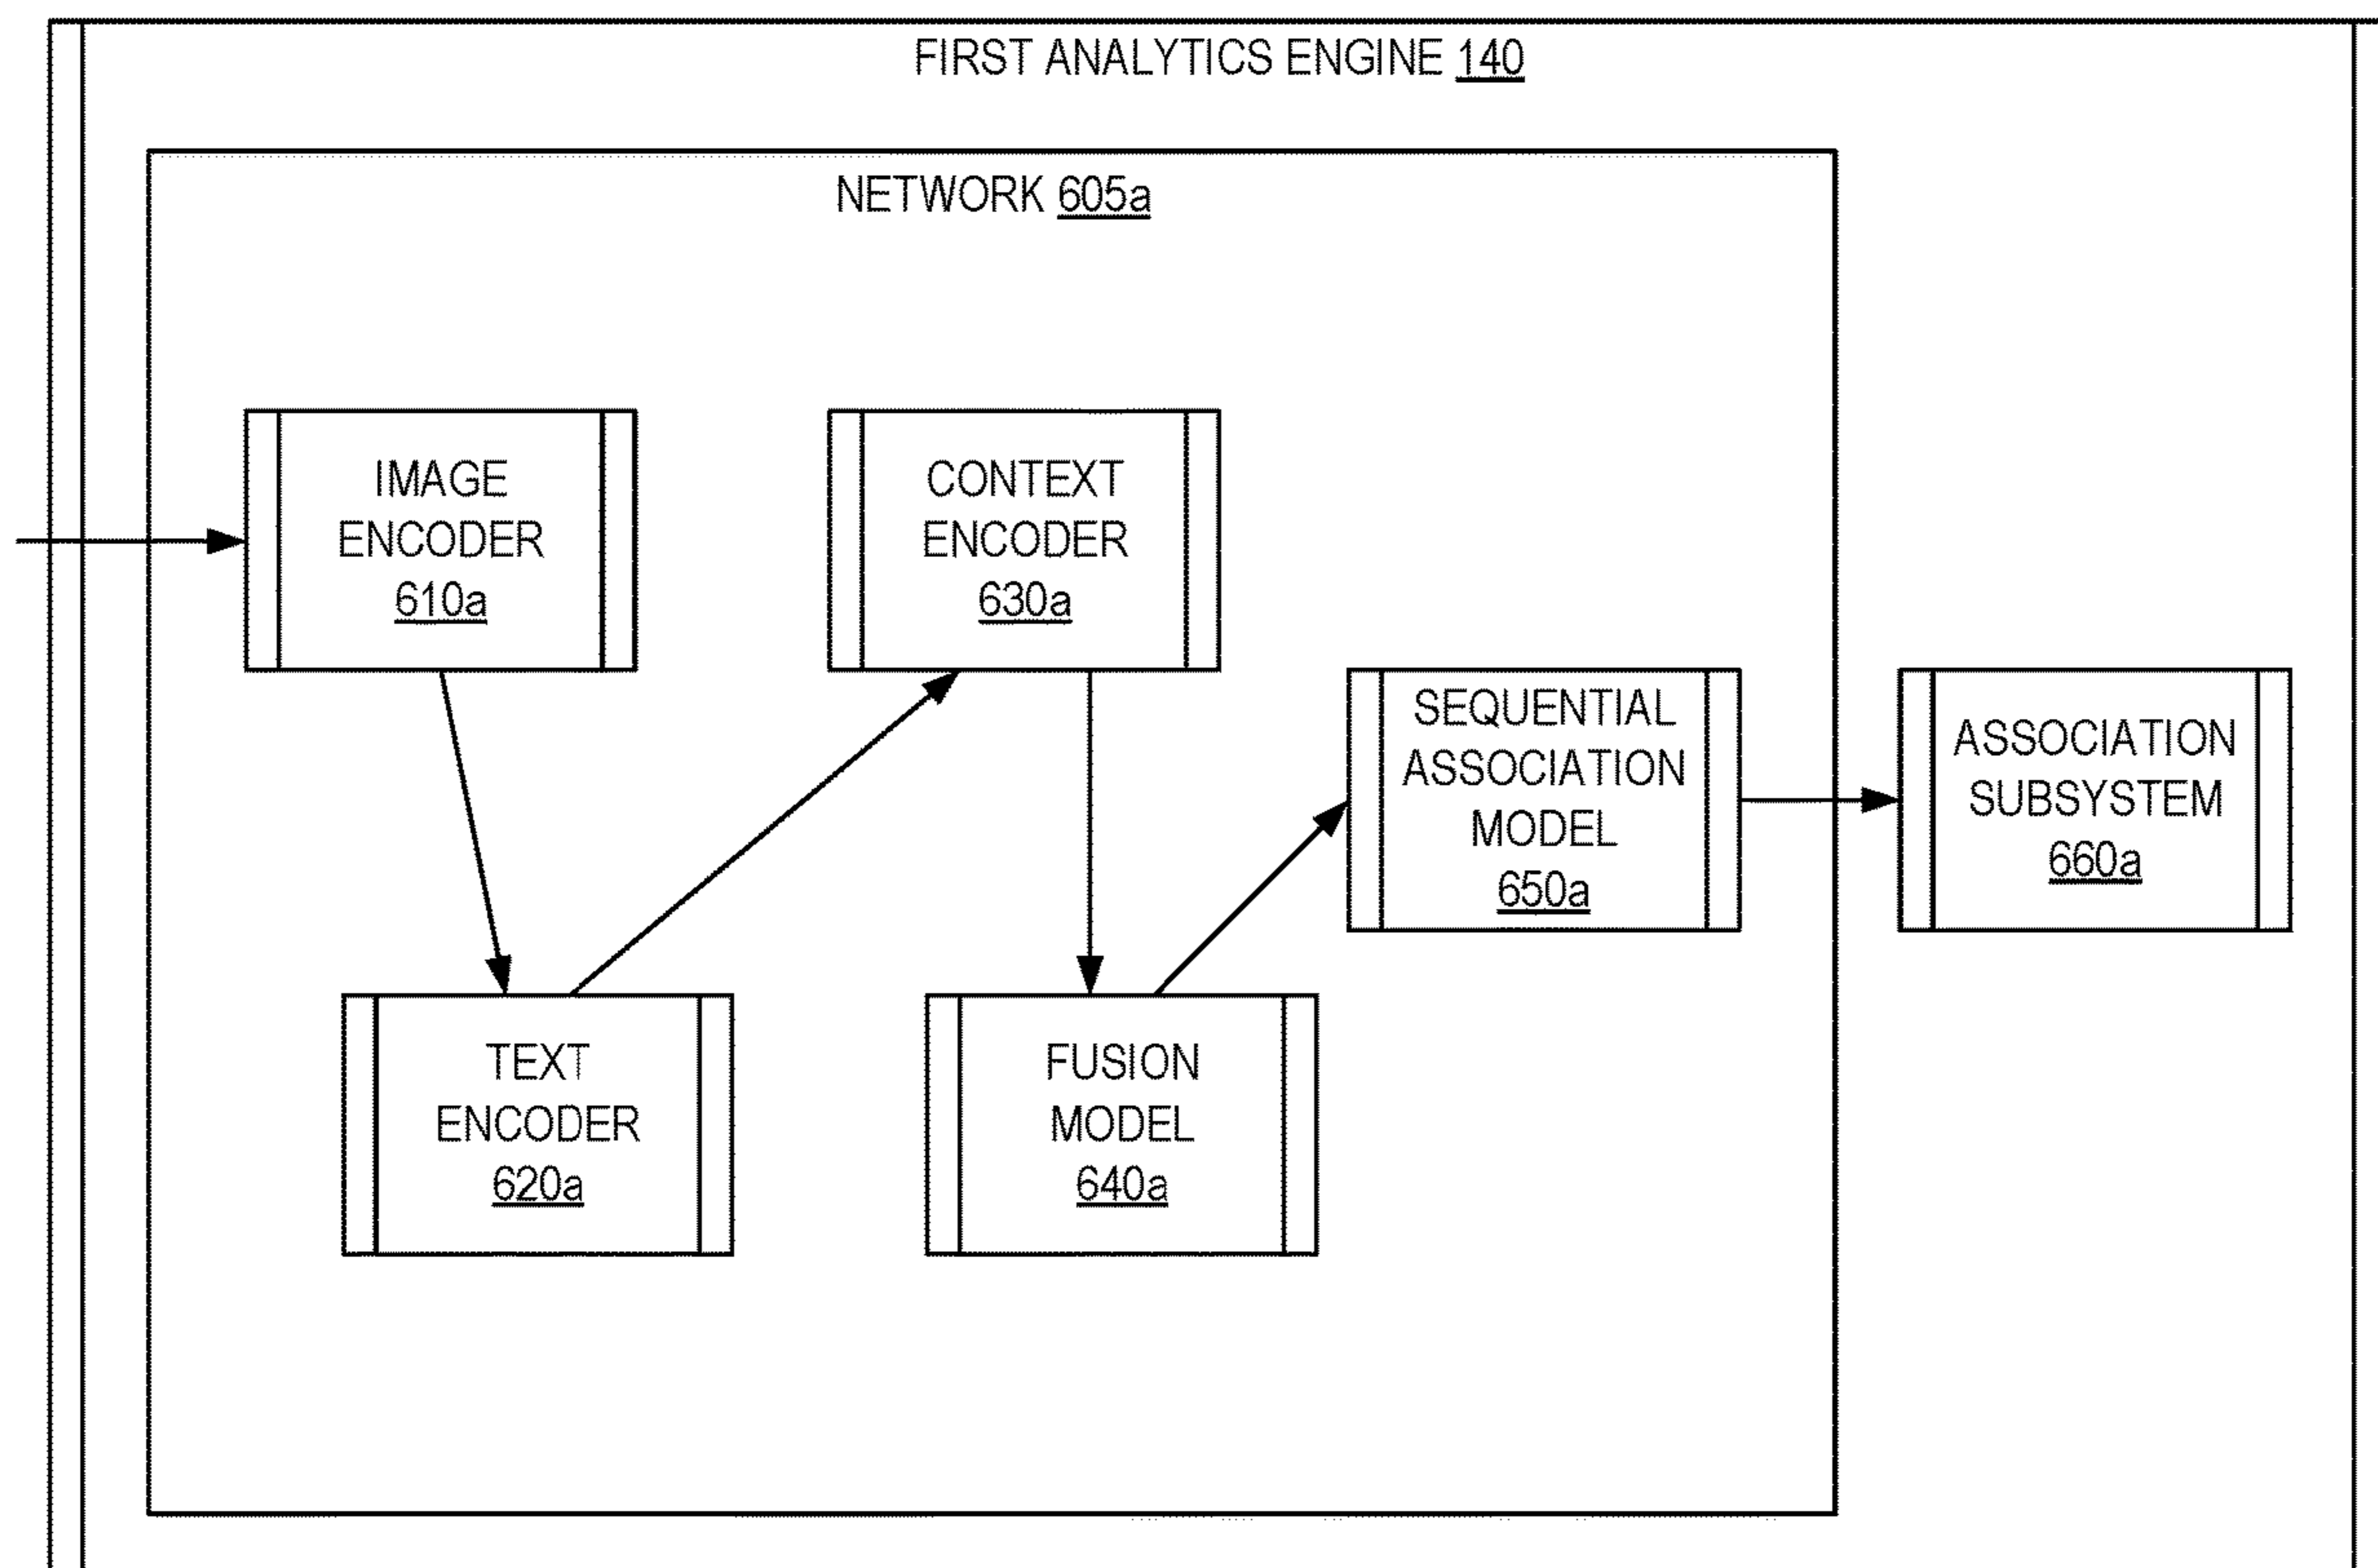 FIRST ANALYTICS ENGINE 140
NETWORK 605a
IMAGE
ENCODER
610a
CONTEXT
ENCODER
630a
SEQUENTIAL
ASSOCIATION
MODEL
650a
ASSOCIATION
SUBSYSTEM
660a
TEXT
ENCODER
620a
FUSION
MODEL
640a